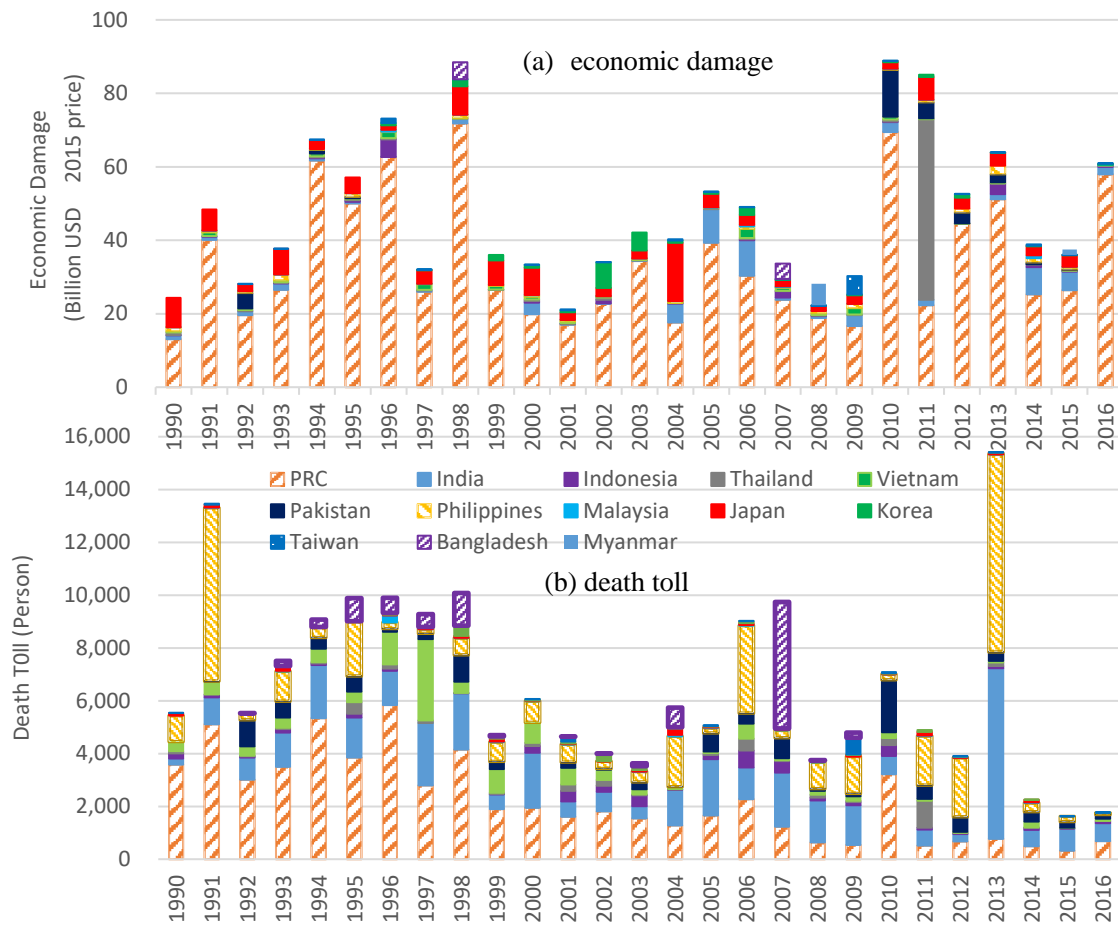 (a) economic damage
Economic Damage
(Billion USD 2015 price)
100
80
60
40
20
0
1990 1991 1992 1993 1994 1995 1996 1997 1998 1999 2000 2001 2002 2003 2004 2005 2006 2007 2008 2009 2010 2011 2012 2013 2014 2015 2016
PRC India Indonesia Thailand Vietnam
Pakistan Philippines Malaysia Japan Korea
Taiwan Bangladesh Myanmar
(b) death toll
Death T0ll (Person)
16,000
14,000
12,000
10,000
8,000
6,000
4,000
2,000
0
1990 1991 1992 1993 1994 1995 1996 1997 1998 1999 2000 2001 2002 2003 2004 2005 2006 2007 2008 2009 2010 2011 2012 2013 2014 2015 2016